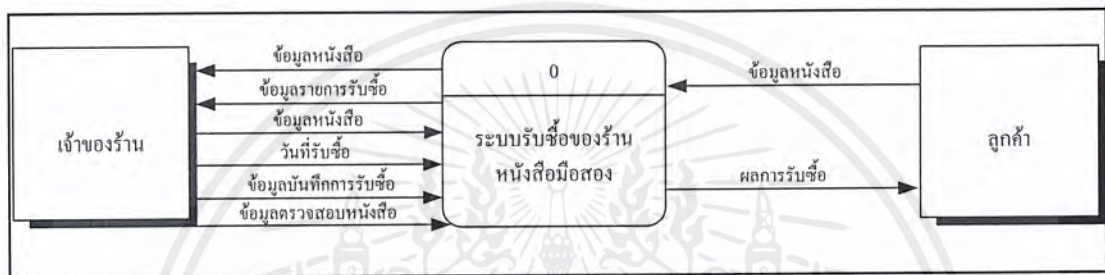 เจ้าของร้าน
ข้อมูลหนังสือ
ข้อมูลรายการรับซื้อ
ข้อมูลหนังสือ
วันที่รับซื้อ
ข้อมูลบันทึกการรับซื้อ
ข้อมูลตรวจสอบหนังสือ
0
ระบบรับซื้อของร้าน
หนังสือมือสอง
ข้อมูลหนังสือ
ผลการรับซื้อ
ลูกค้า